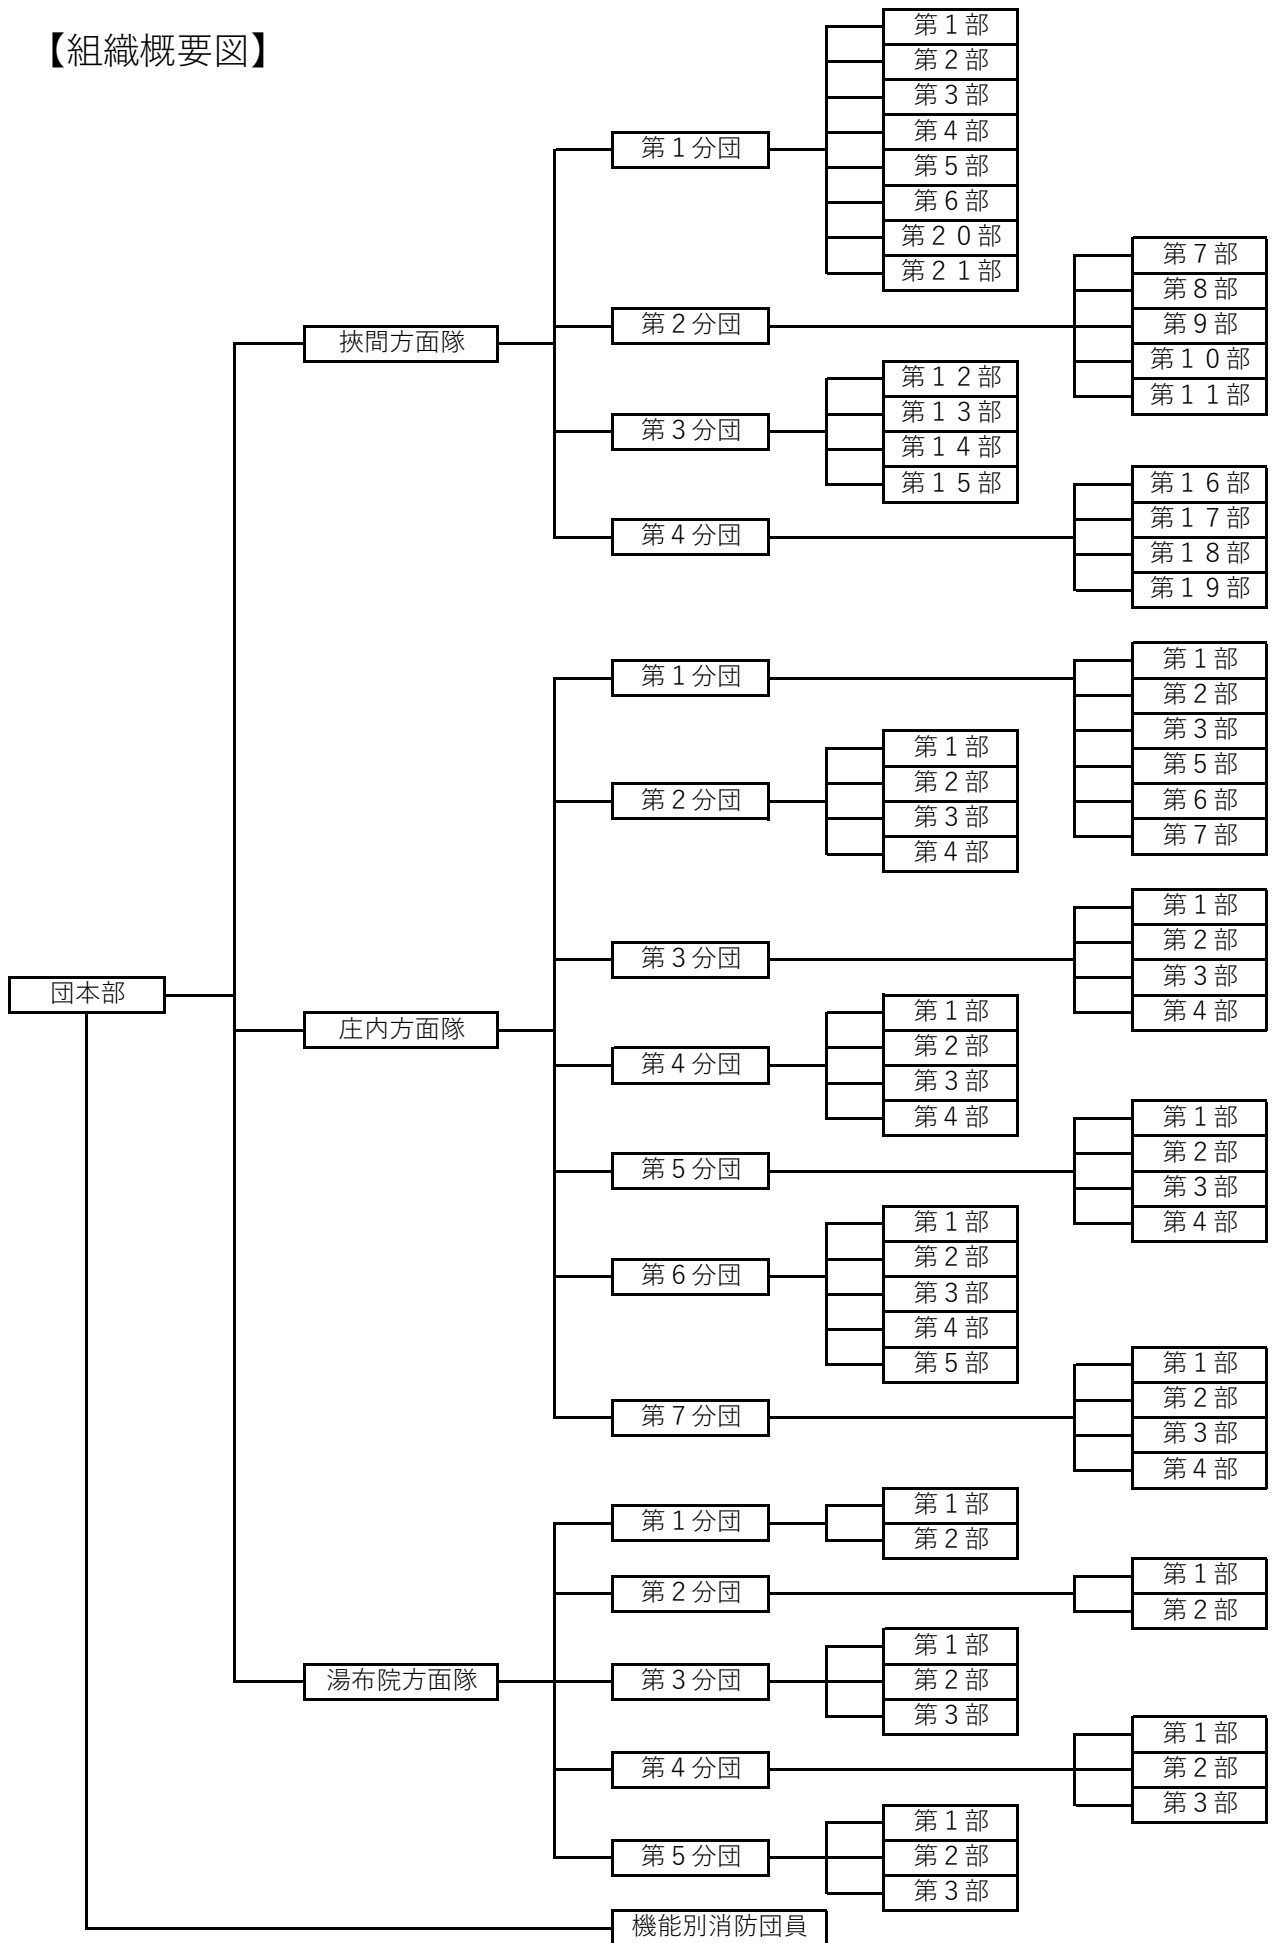 【組織概要図】
団本部
挾間方面隊
第１分団
第１部
第２部
第３部
第４部
第５部
第６部
第２０部
第２１部
第２分団
第７部
第８部
第９部
第１０部
第１１部
第３分団
第１２部
第１３部
第１４部
第１５部
第４分団
第１６部
第１７部
第１８部
第１９部
庄内方面隊
第１分団
第１部
第２部
第３部
第５部
第６部
第７部
第２分団
第１部
第２部
第３部
第４部
第３分団
第１部
第２部
第３部
第４部
第４分団
第１部
第２部
第３部
第４部
第５分団
第１部
第２部
第３部
第４部
第６分団
第１部
第２部
第３部
第４部
第５部
第７分団
第１部
第２部
第３部
第４部
湯布院方面隊
第１分団
第１部
第２部
第２分団
第１部
第２部
第３分団
第１部
第２部
第３部
第４分団
第１部
第２部
第３部
第５分団
第１部
第２部
第３部
機能別消防団員